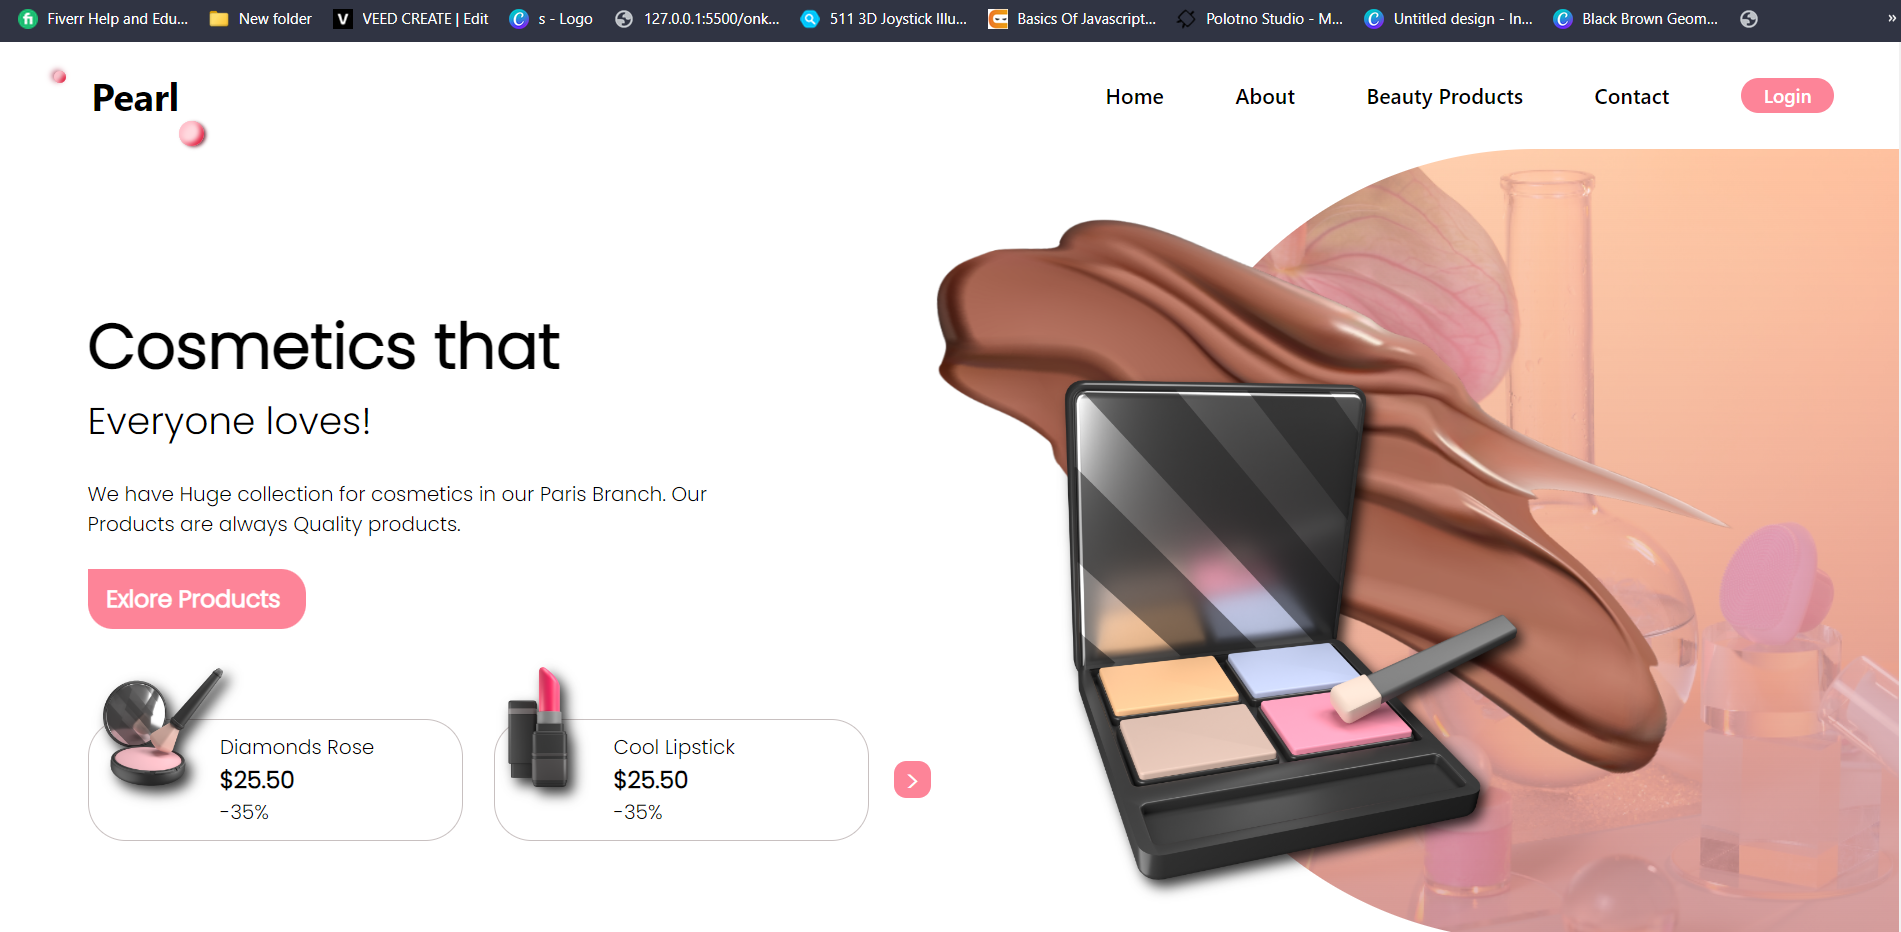 Fiverr Help and Edu...
New folder
V
VEED CREATE | Edit
s - Logo
127.0.0.1:5500/onk...
511 3D Joystick Illu...
Basics Of Javascript...
Polotno Studio - M...
Untitled design - In...
Black Brown Geom...
»
Pearl
Home
About
Beauty Products
Contact
Login
Cosmetics that
Everyone loves!
We have Huge collection for cosmetics in our Paris Branch. Our
Products are always Quality products.
Exlore Products
Diamonds Rose
$25.50
-35%
Cool Lipstick
$25.50
-35%
>